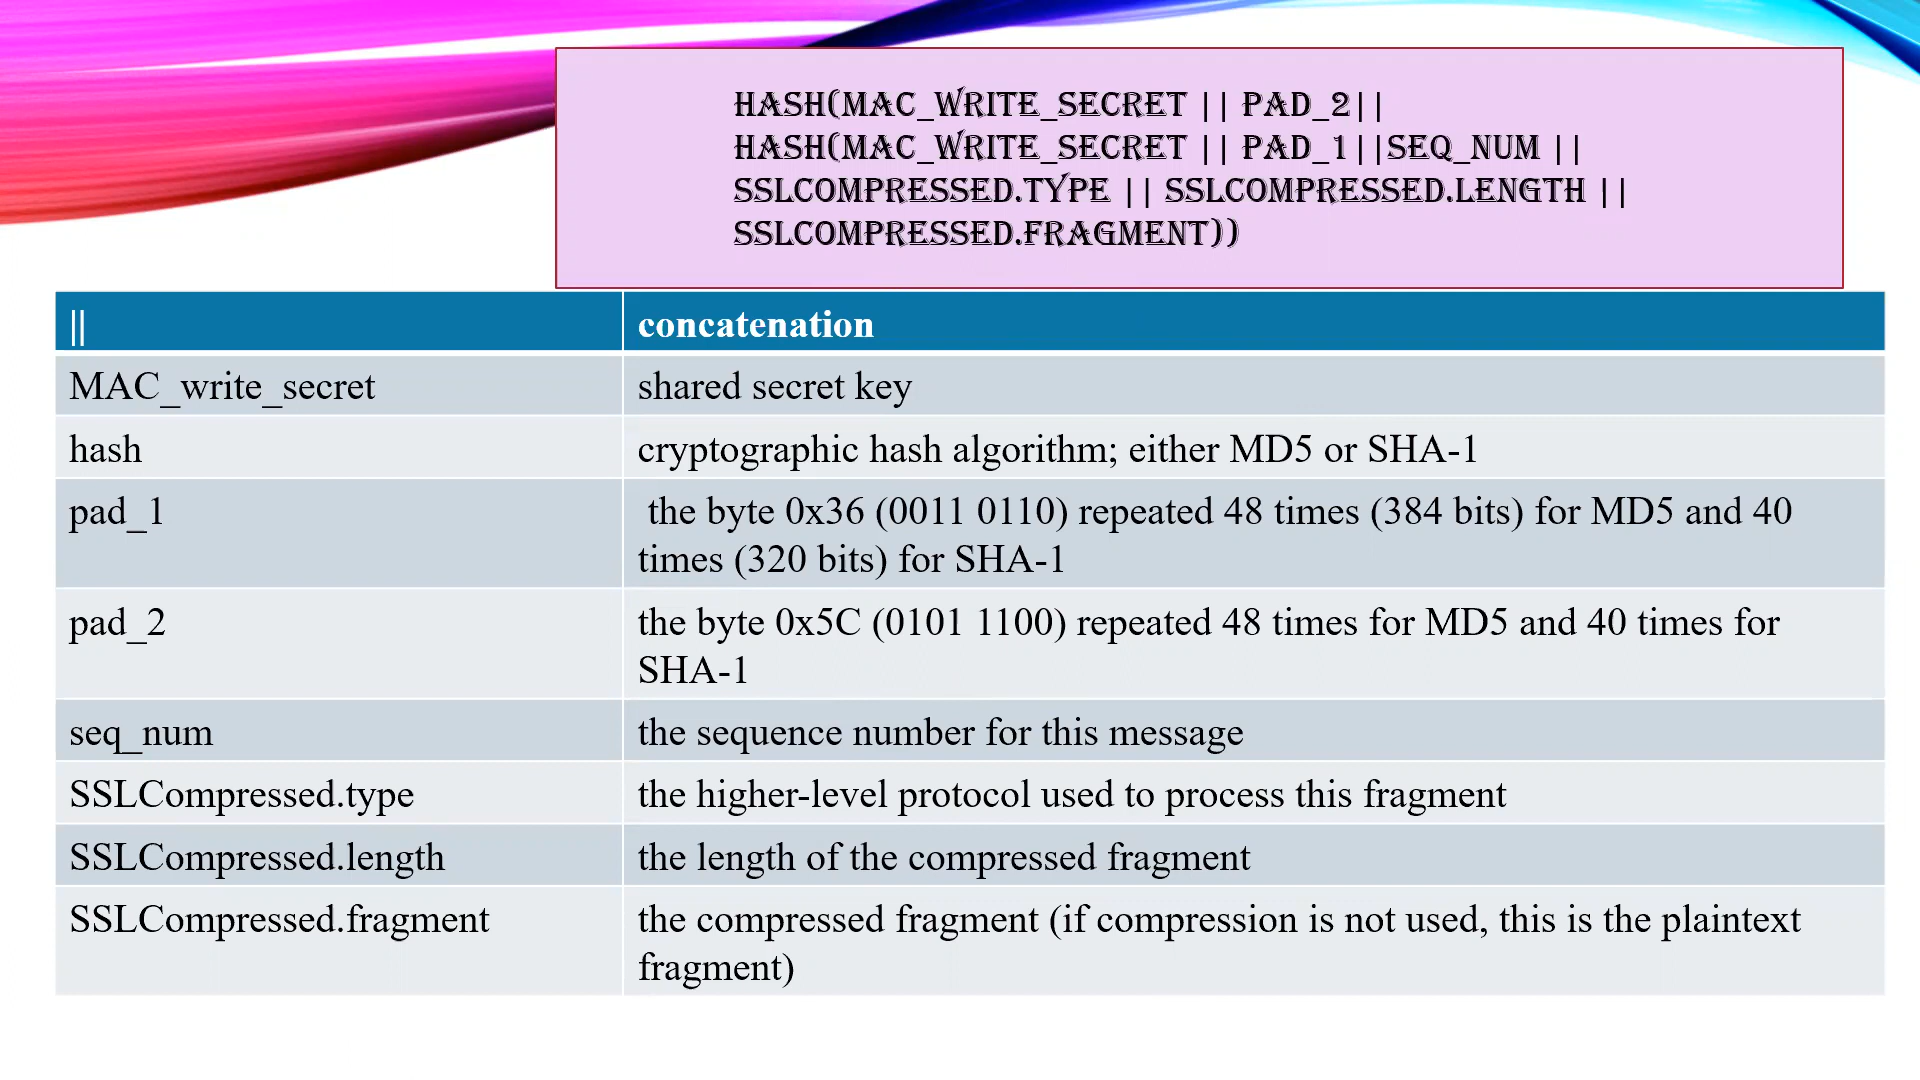 HASH(MAC_WRITE_SECRET || PAD_2||
HASH(MAC_WRITE_SECRET || PAD_1||SEQ_NUM ||
SSLCOMPRESSED.TYPE || SSLCOMPRESSED.LENGTH ||
SSLCOMPRESSED.FRAGMENT))
|| concatenation
MAC_write_secret shared secret key
hash cryptographic hash algorithm; either MD5 or SHA-1
pad_1 the byte 0x36 (0011 0110) repeated 48 times (384 bits) for MD5 and 40
times (320 bits) for SHA-1
pad_2 the byte 0x5C (0101 1100) repeated 48 times for MD5 and 40 times for
SHA-1
seq_num the sequence number for this message
SSLCompressed.type the higher-level protocol used to process this fragment
SSLCompressed.length the length of the compressed fragment
SSLCompressed.fragment the compressed fragment (if compression is not used, this is the plaintext
fragment)